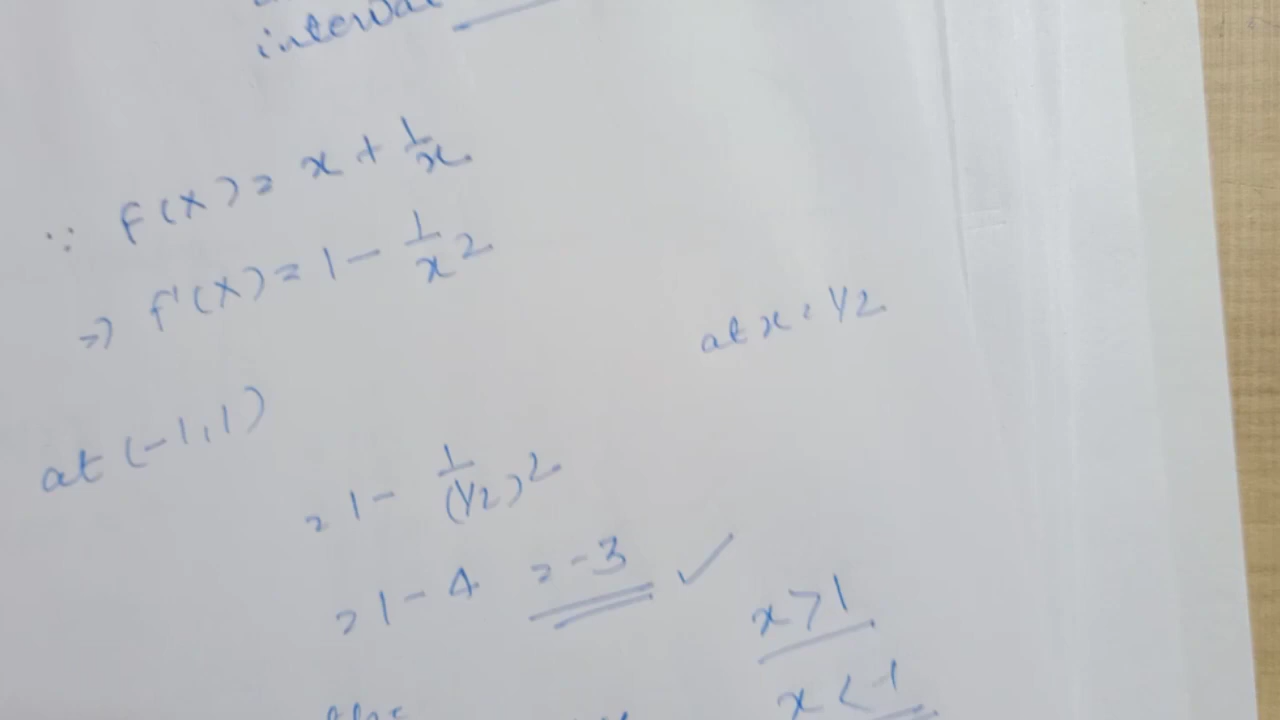 interval
∵ f(x) = x + 1/x
=> f'(x) = 1 - 1/x²
at x = 1/2
at (-1,1)
= 1 - 1/(1/2)²
= 1 - 4 = -3 ✓
x > 1
x < -1